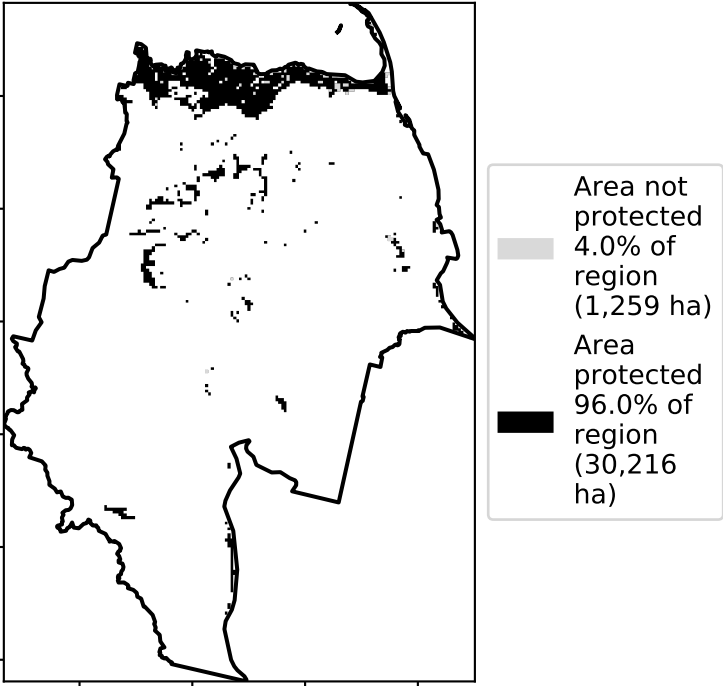 Area not
protected
4.0% of
region
(1,259 ha)
Area
protected
96.0% of
region
(30,216
ha)